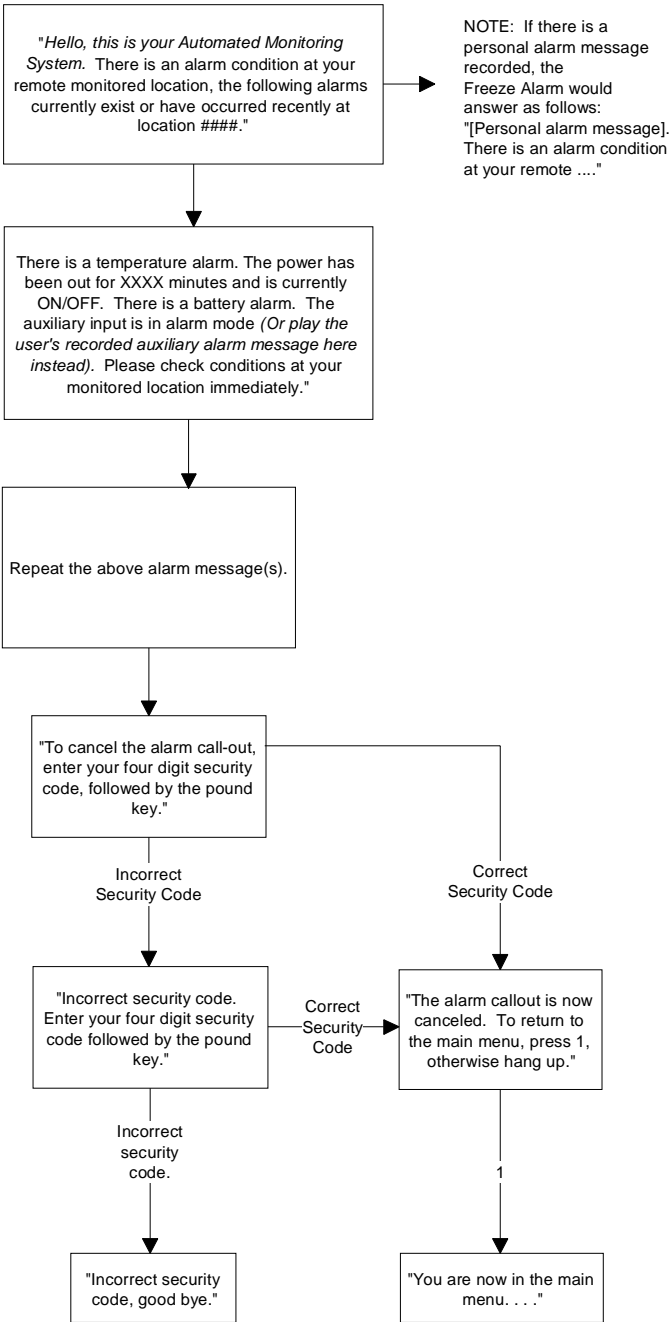 "Hello, this is your Automated Monitoring
System. There is an alarm condition at your
remote monitored location, the following alarms
currently exist or have occurred recently at
location ####."
NOTE: If there is a
personal alarm message
recorded, the
Freeze Alarm would
answer as follows:
"[Personal alarm message].
There is an alarm condition
at your remote ...."
There is a temperature alarm. The power has
been out for XXXX minutes and is currently
ON/OFF. There is a battery alarm. The
auxiliary input is in alarm mode (Or play the
user's recorded auxiliary alarm message here
instead). Please check conditions at your
monitored location immediately."
Repeat the above alarm message(s).
"To cancel the alarm call-out,
enter your four digit security
code, followed by the pound
key."
Incorrect
Security Code
Correct
Security Code
"Incorrect security code.
Enter your four digit security
code followed by the pound
key."
Correct
Security
Code
"The alarm callout is now
canceled. To return to
the main menu, press 1,
otherwise hang up."
Incorrect
security
code.
1
"Incorrect security
code, good bye."
"You are now in the main
menu. . . ."